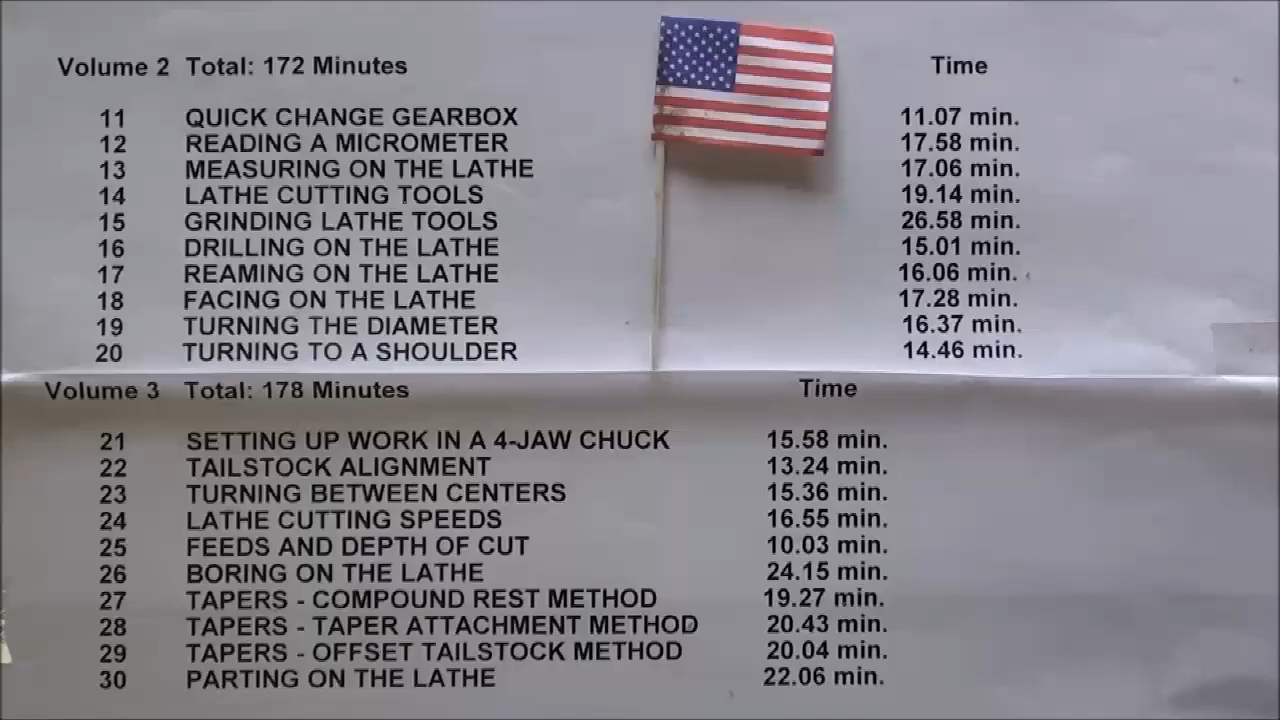 Volume 2 Total: 172 Minutes Time
11 QUICK CHANGE GEARBOX 11.07 min.
12 READING A MICROMETER 17.58 min.
13 MEASURING ON THE LATHE 17.06 min.
14 LATHE CUTTING TOOLS 19.14 min.
15 GRINDING LATHE TOOLS 26.58 min.
16 DRILLING ON THE LATHE 15.01 min.
17 REAMING ON THE LATHE 16.06 min.
18 FACING ON THE LATHE 17.28 min.
19 TURNING THE DIAMETER 16.37 min.
20 TURNING TO A SHOULDER 14.46 min.
Volume 3 Total: 178 Minutes Time
21 SETTING UP WORK IN A 4-JAW CHUCK 15.58 min.
22 TAILSTOCK ALIGNMENT 13.24 min.
23 TURNING BETWEEN CENTERS 15.36 min.
24 LATHE CUTTING SPEEDS 16.55 min.
25 FEEDS AND DEPTH OF CUT 10.03 min.
26 BORING ON THE LATHE 24.15 min.
27 TAPERS - COMPOUND REST METHOD 19.27 min.
28 TAPERS - TAPER ATTACHMENT METHOD 20.43 min.
29 TAPERS - OFFSET TAILSTOCK METHOD 20.04 min.
30 PARTING ON THE LATHE 22.06 min.